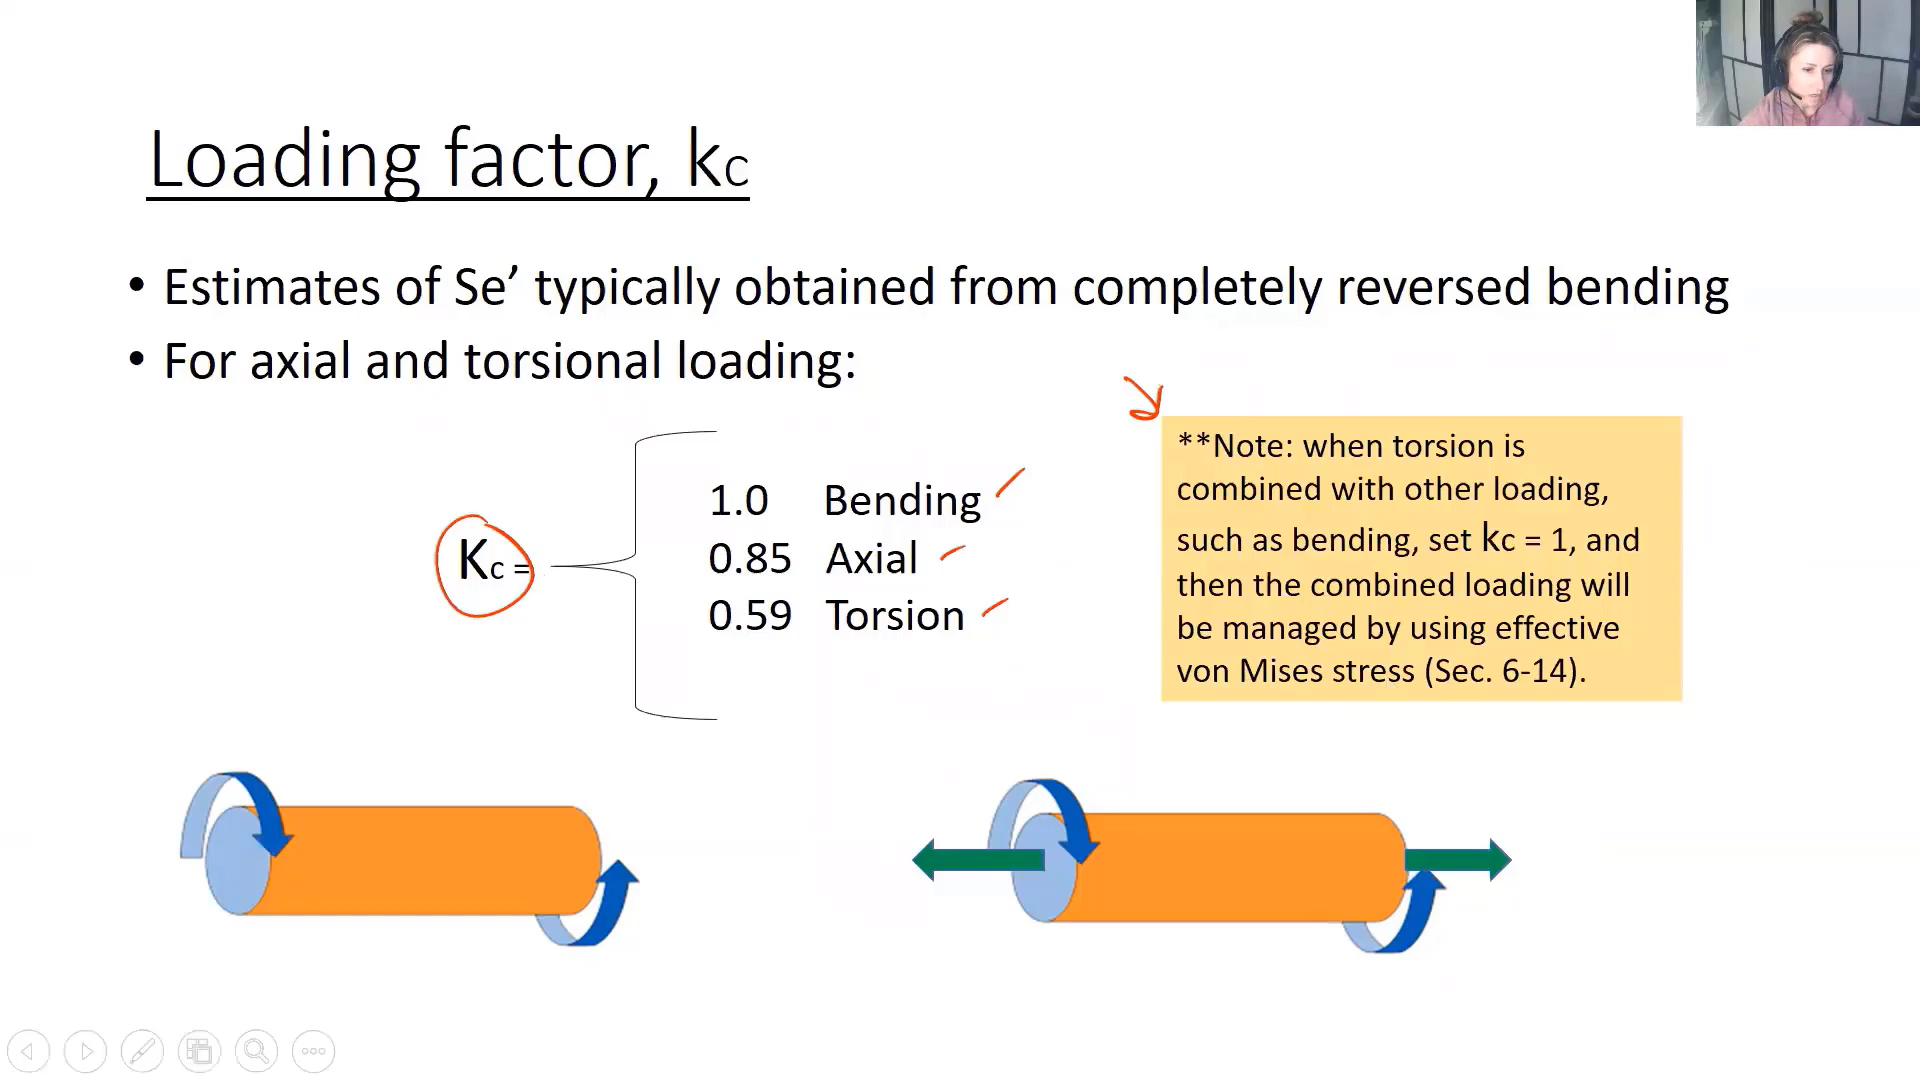 Loading factor, kc
• Estimates of Se’ typically obtained from completely reversed bending
• For axial and torsional loading:
Kc =
1.0 Bending
0.85 Axial
0.59 Torsion
**Note: when torsion is
combined with other loading,
such as bending, set kc = 1, and
then the combined loading will
be managed by using effective
von Mises stress (Sec. 6-14).